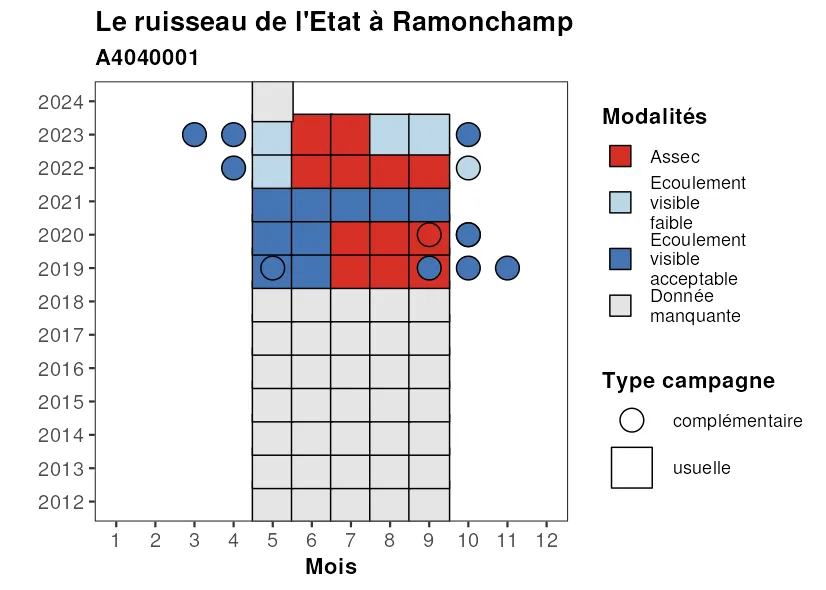 Le ruisseau de l'Etat à Ramonchamp
A4040001
2024
2023
2022
2021
2020
2019
2018
2017
2016
2015
2014
2013
2012
1 2 3 4 5 6 7 8 9 10 11 12
Mois
Modalités
Assec
Ecoulement
visible
faible
Ecoulement
visible
acceptable
Donnée
manquante
Type campagne
complémentaire
usuelle